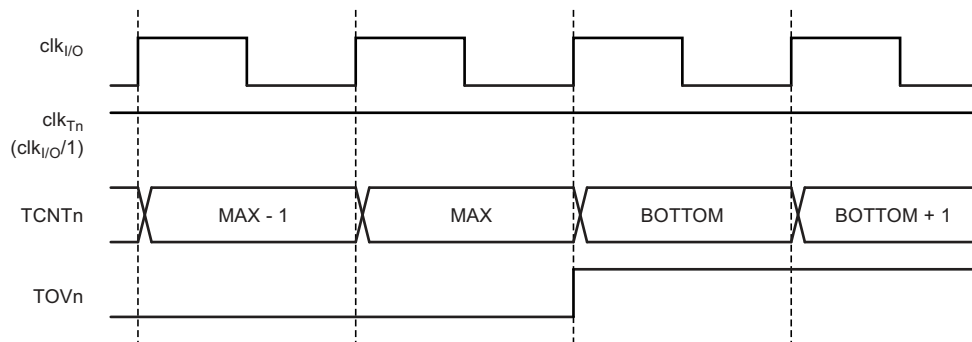 clkI/O
clkTn
(clkI/O/1)
TCNTn MAX - 1 MAX BOTTOM BOTTOM + 1
TOVn